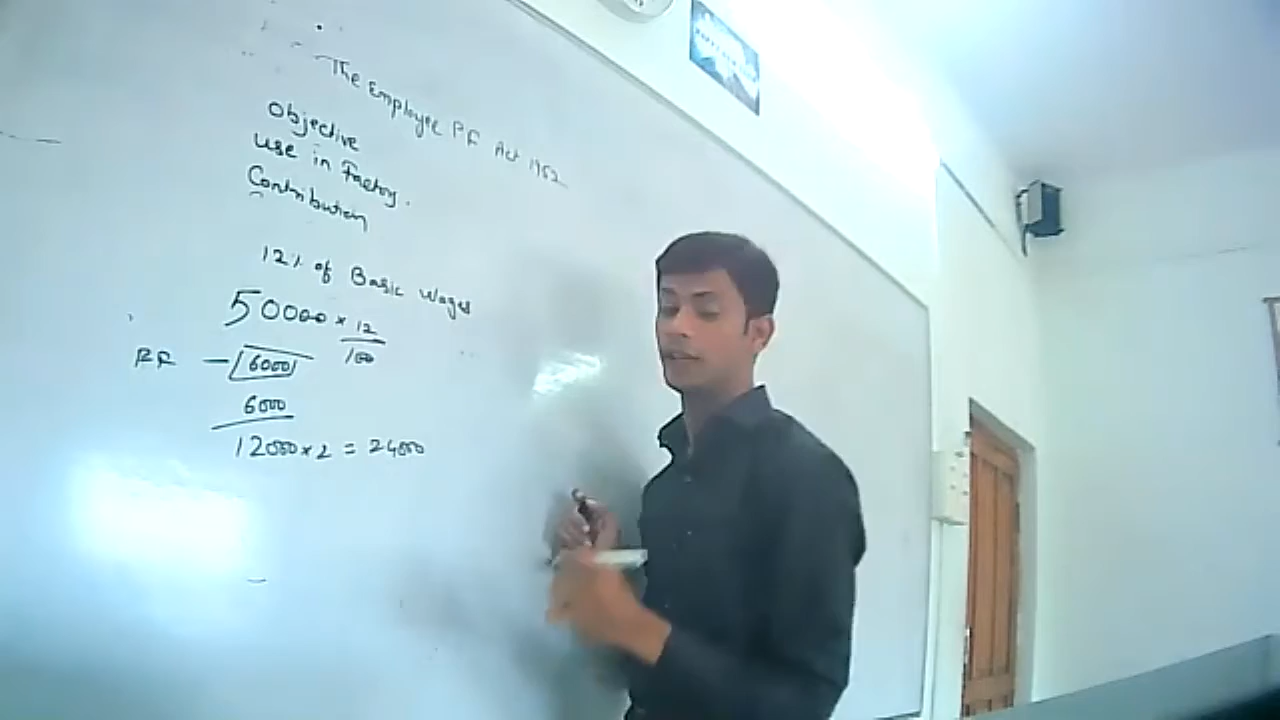 The Employee PF Act 1952
Objective
Use in Factory.
Contribution
12% of Basic Wages
50000 × 12/100
PF — 6000
6000
12000 × 2 = 24000